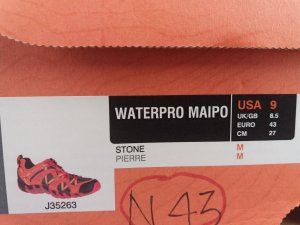 WATERPRO MAIPO
USA 9
UK/GB 8.5
EURO 43
CM 27
STONE M
PIERRE M
J35263
N 43